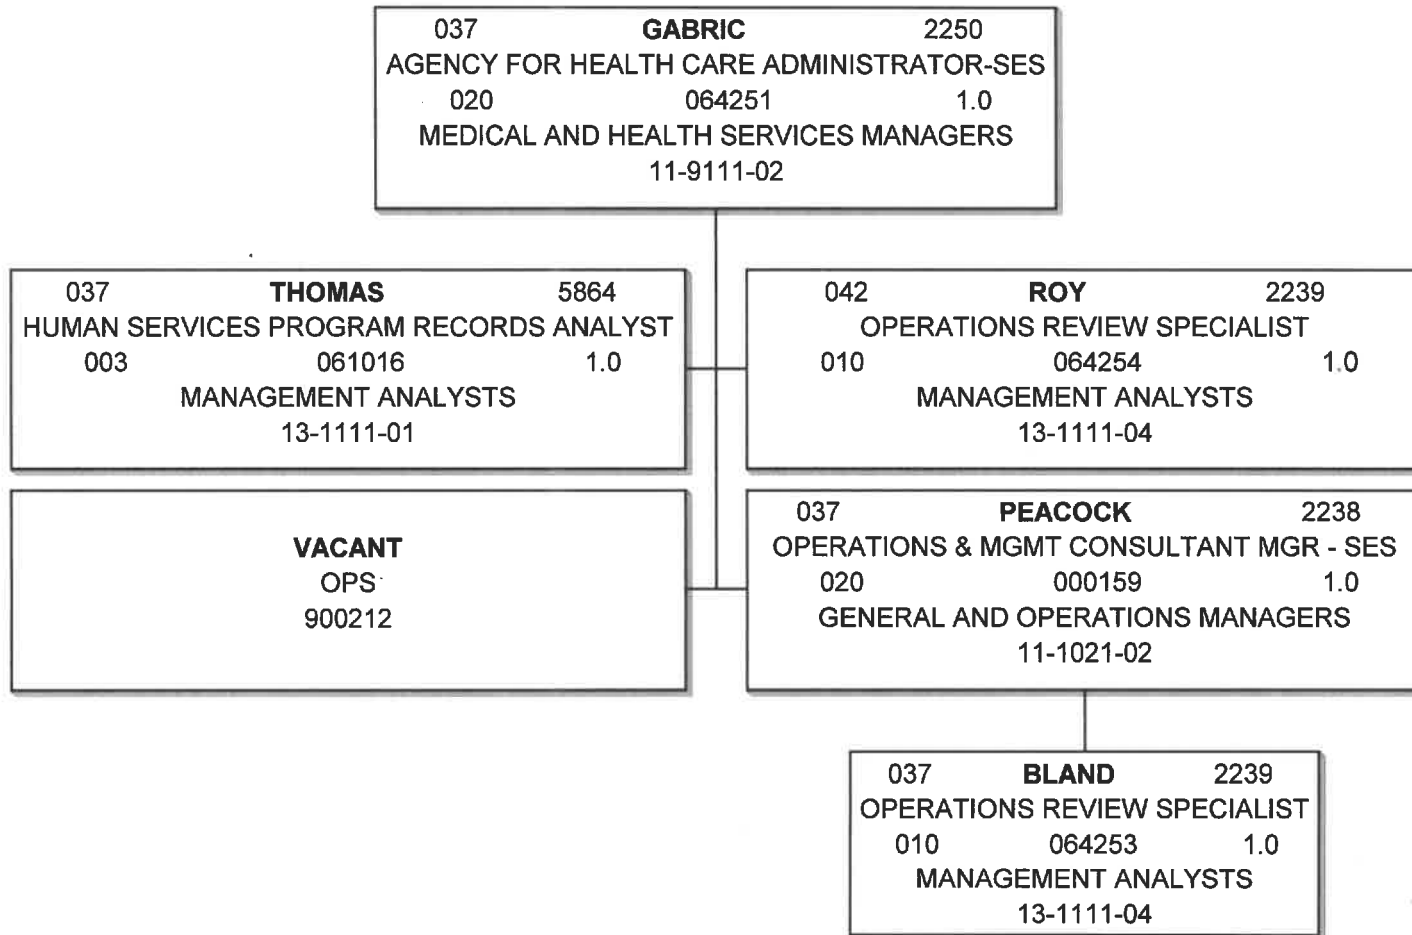 037 GABRIC 2250
AGENCY FOR HEALTH CARE ADMINISTRATOR-SES
020 064251 1.0
MEDICAL AND HEALTH SERVICES MANAGERS
11-9111-02
037 THOMAS 5864
HUMAN SERVICES PROGRAM RECORDS ANALYST
003 061016 1.0
MANAGEMENT ANALYSTS
13-1111-01
042 ROY 2239
OPERATIONS REVIEW SPECIALIST
010 064254 1.0
MANAGEMENT ANALYSTS
13-1111-04
VACANT
OPS
900212
037 PEACOCK 2238
OPERATIONS & MGMT CONSULTANT MGR - SES
020 000159 1.0
GENERAL AND OPERATIONS MANAGERS
11-1021-02
037 BLAND 2239
OPERATIONS REVIEW SPECIALIST
010 064253 1.0
MANAGEMENT ANALYSTS
13-1111-04